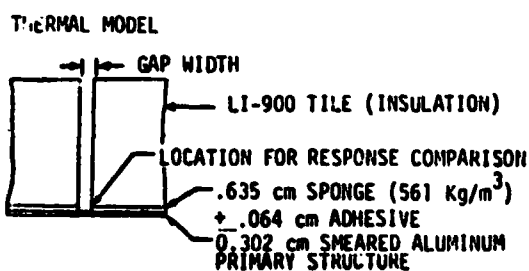 THERMAL MODEL
GAP WIDTH
LI-900 TILE (INSULATION)
LOCATION FOR RESPONSE COMPARISON
.635 cm SPONGE (561 Kg/m³)
± .064 cm ADHESIVE
0.302 cm SMEARED ALUMINUM
PRIMARY STRUCTURE